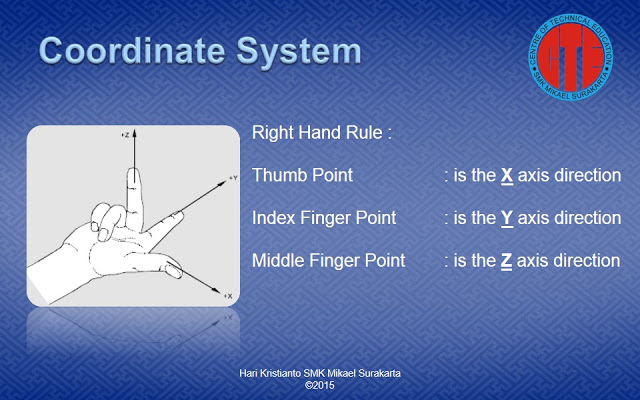 Coordinate System
CENTRE OF TECHNICAL EDUCATION
SMK MIKAEL SURAKARTA
Right Hand Rule :
Thumb Point : is the X axis direction
Index Finger Point : is the Y axis direction
Middle Finger Point : is the Z axis direction
+Z
+Y
+X
Hari Kristianto SMK Mikael Surakarta
©2015